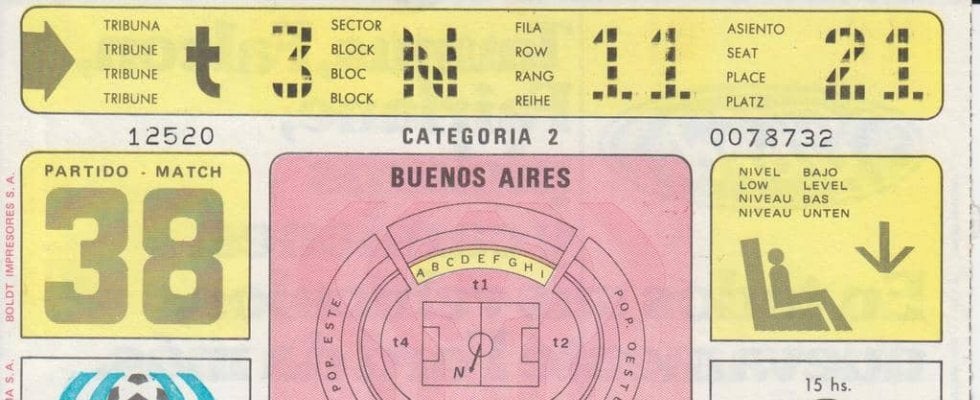 TRIBUNA
TRIBUNE
TRIBUNE
TRIBUNE
t 3
SECTOR
BLOCK
BLOC
BLOCK
N
FILA
ROW
RANG
REIHE
11
ASIENTO
SEAT
PLACE
PLATZ
21
12520
CATEGORIA 2
0078732
PARTIDO - MATCH
38
BUENOS AIRES
A B C D E F G H I
t1
t4
t2
N
POP. ESTE
POP. OESTE
NIVEL BAJO
LOW LEVEL
NIVEAU BAS
NIVEAU UNTEN
15 hs.
BOLDT IMPRESORES S. A.
A S.A.